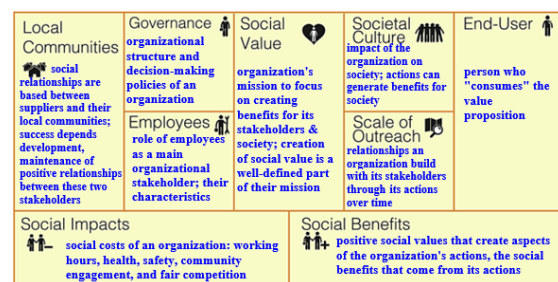 Local
Communities
social
relationships are
based between
suppliers and their
local communities;
success depends
development,
maintenance of
positive relationships
between these two
stakeholders
Governance
organizational
structure and
decision-making
policies of an
organization
Employees
role of employees
as a main
organizational
stakeholder; their
characteristics
Social
Value
organization's
mission to focus
on creating
benefits for its
stakeholders &
society; creation
of social value is a
well-defined part
of their mission
Societal
Culture
impact of the
organization on
society; actions can
generate benefits for
society
Scale of
Outreach
relationships an
organization build
with its stakeholders
through its actions
over time
End-User
person who
"consumes" the
value
proposition
Social Impacts
social costs of an organization: working
hours, health, safety, community
engagement, and fair competition
Social Benefits
positive social values that create aspects
of the organization's actions, the social
benefits that come from its actions